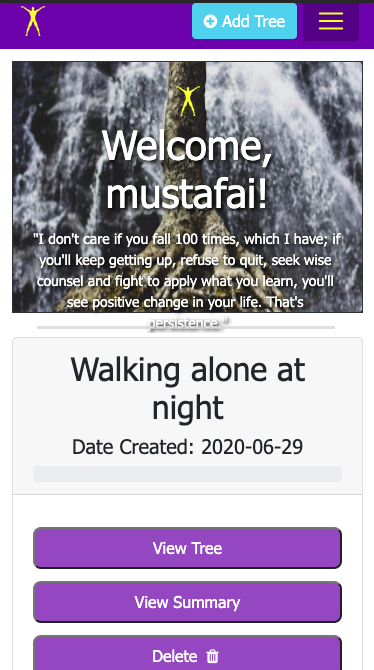 Add Tree
Welcome,
mustafai!
"I don't care if you fall 100 times, which I have; if
you'll keep getting up, refuse to quit, seek wise
counsel and fight to apply what you learn, you'll
see positive change in your life. That's
persistence."
Walking alone at
night
Date Created: 2020-06-29
View Tree
View Summary
Delete